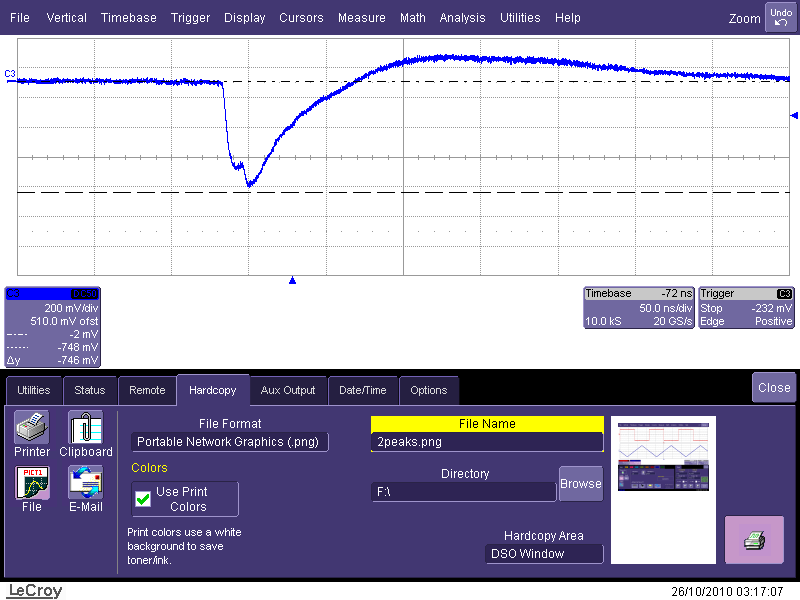 File Vertical Timebase Trigger Display Cursors Measure Math Analysis Utilities Help Zoom Undo
C3
C3
200 mV/div
510.0 mV ofst
-2 mV
-748 mV
Δy -746 mV
Timebase -72 ns
50.0 ns/div
10.0 kS 20 GS/s
Trigger C3
Stop -232 mV
Edge Positive
Utilities Status Remote Hardcopy Aux Output Date/Time Options Close
Printer
Clipboard
PICT1
File
E-Mail
File Format
Portable Network Graphics (.png)
Colors
Use Print
Colors
Print colors use a white
background to save
toner/ink.
File Name
2peaks.png
Directory
F:\
Browse
Hardcopy Area
DSO Window
LeCroy 26/10/2010 03:17:07